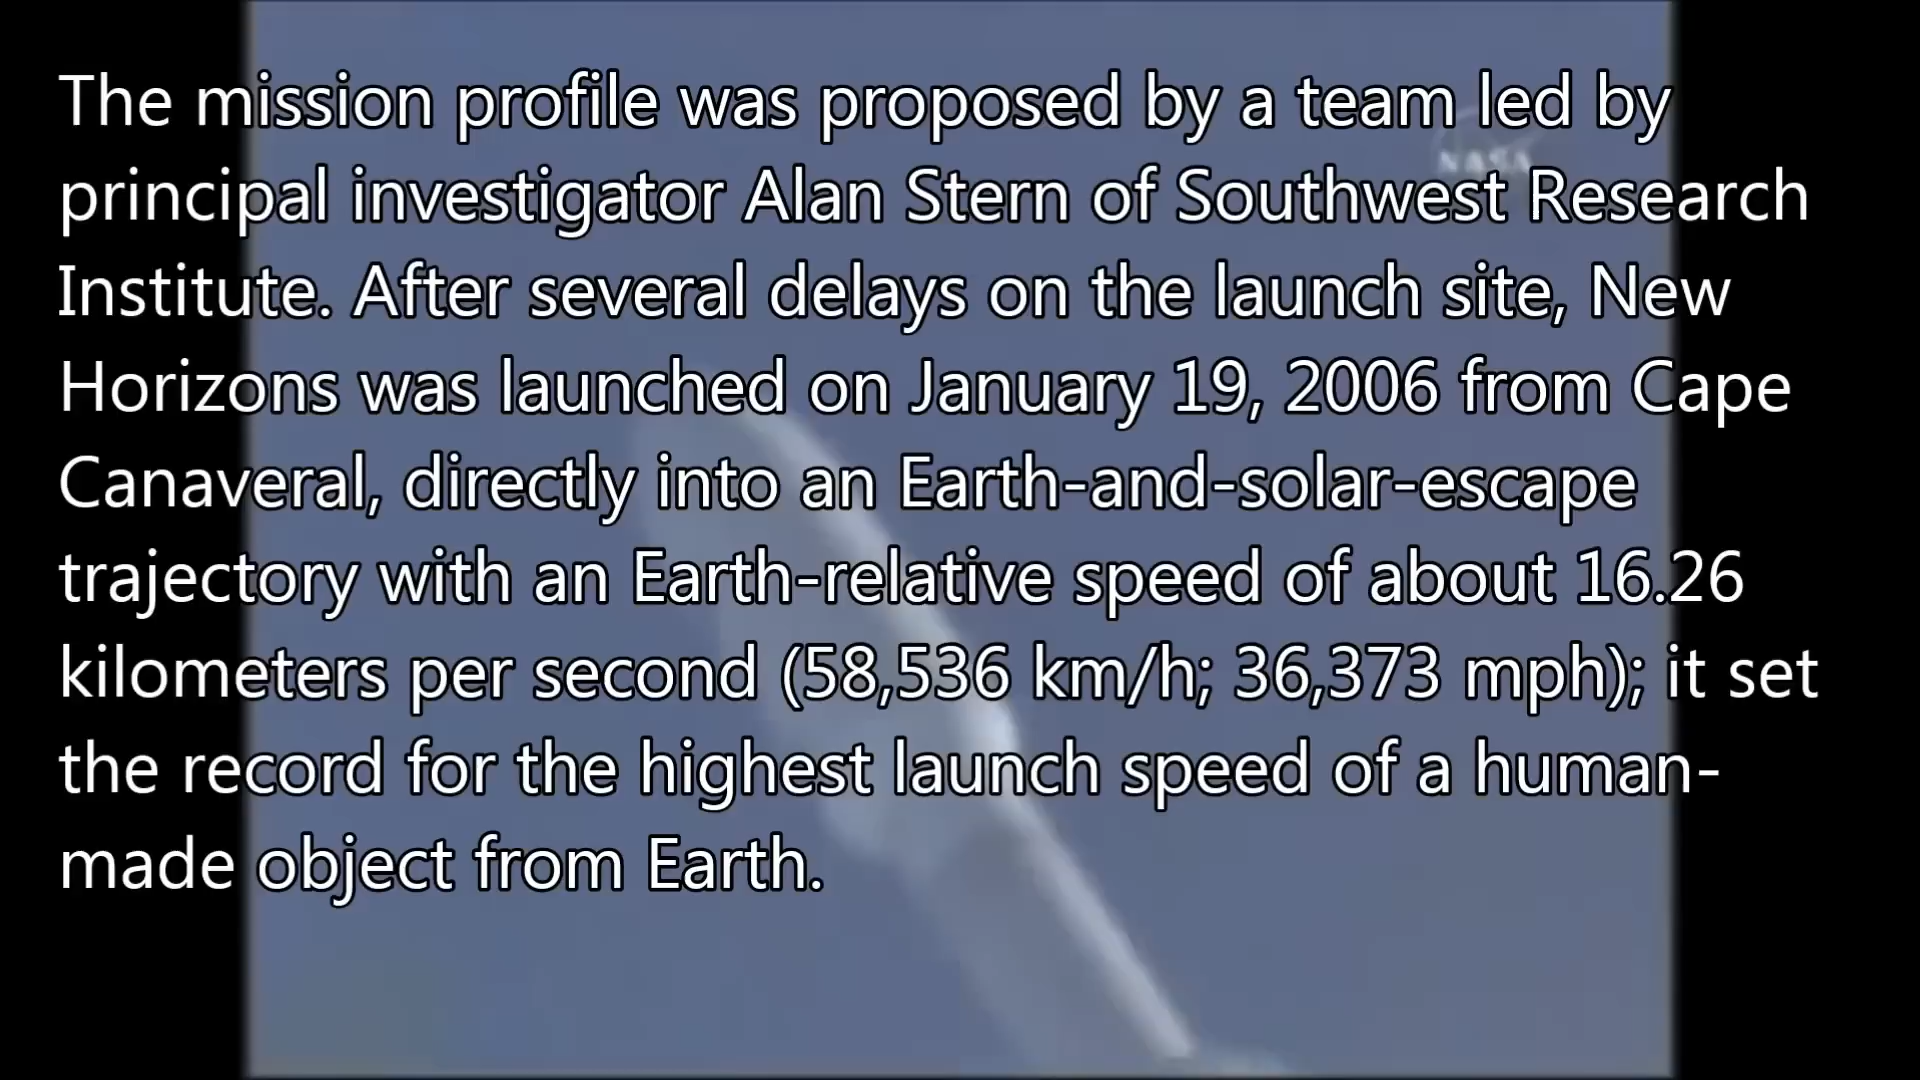 The mission profile was proposed by a team led by
NASA
principal investigator Alan Stern of Southwest Research
Institute. After several delays on the launch site, New
Horizons was launched on January 19, 2006 from Cape
Canaveral, directly into an Earth-and-solar-escape
trajectory with an Earth-relative speed of about 16.26
kilometers per second (58,536 km/h; 36,373 mph); it set
the record for the highest launch speed of a human-
made object from Earth.